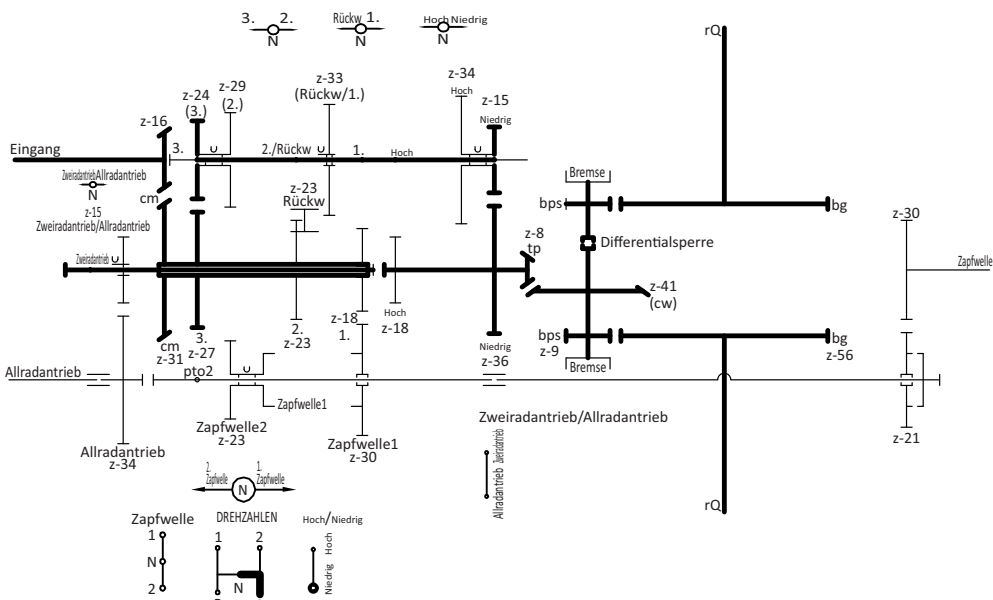 3. 2.
N
Rückw 1.
N
Hoch Niedrig
N
rQ
z-16
z-24
(3.)
z-29
(2.)
z-33
(Rückw/1.)
z-34
Hoch
z-15
Niedrig
Eingang
3.
2./Rückw
1.
Hoch
Zweiradantrieb Allradantrieb
N
cm
z-23
Rückw
z-15
Zweiradantrieb/Allradantrieb
Zweiradantrieb
Bremse
bps
bg
z-30
Differentialsperre
z-8
tp
Zapfwelle
z-41
(cw)
Hoch
z-18
z-18
1.
2.
z-23
3.
z-27
cm
z-31
Niedrig
z-36
bps
z-9
Bremse
bg
z-56
Allradantrieb
pto2
Zapfwelle1
Zapfwelle2
z-23
Zapfwelle1
z-30
Zweiradantrieb/Allradantrieb
z-21
Allradantrieb
z-34
Zweiradantrieb
Allradantrieb
2.
Zapfwelle
N
1.
Zapfwelle
rQ
Zapfwelle
1
N
2
DREHZAHLEN
1 2
N
Hoch/Niedrig
Hoch
Niedrig